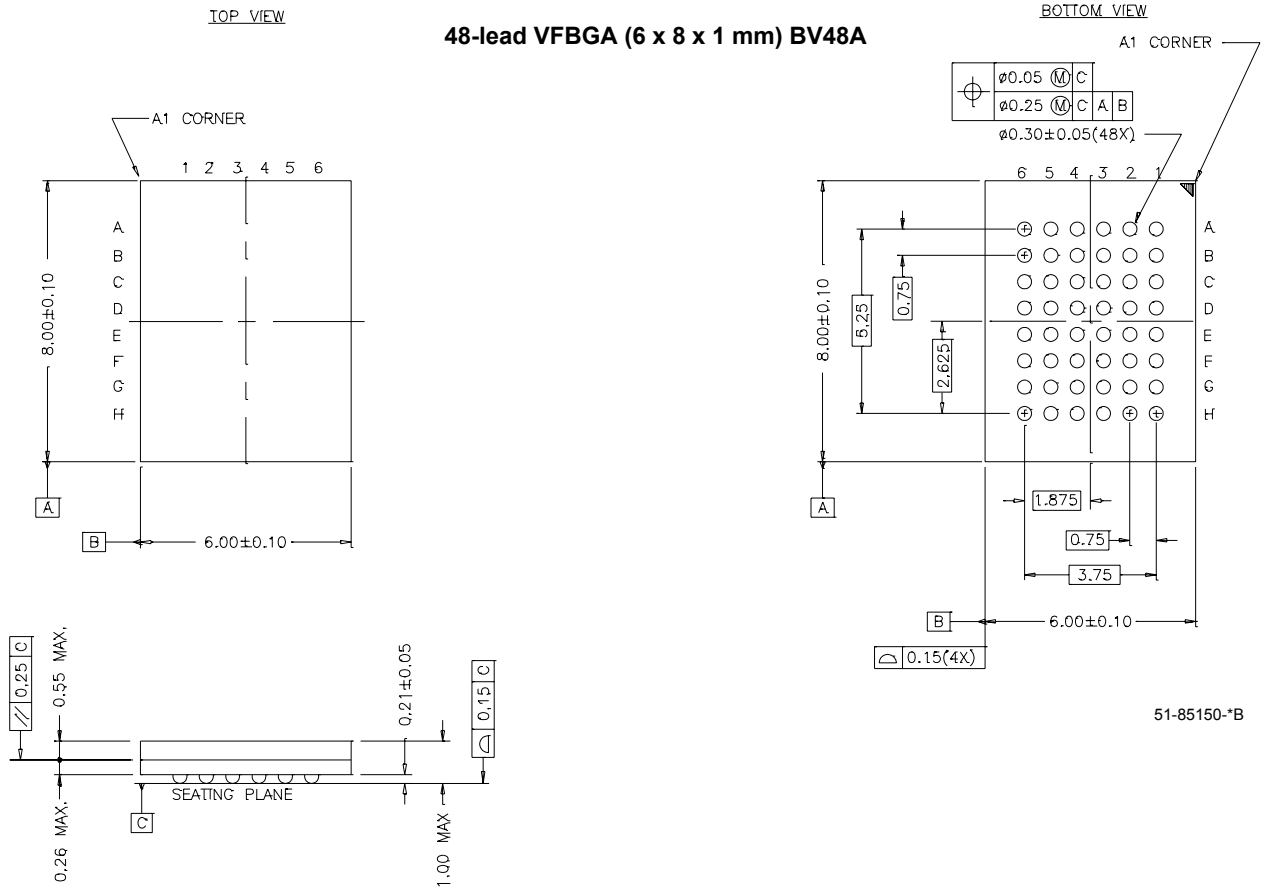 TOP VIEW
48-lead VFBGA (6 x 8 x 1 mm) BV48A
BOTTOM VIEW
A1 CORNER
A1 CORNER
1 2 3 4 5 6
A
B
C
D
E
F
G
H
8.00±0.10
A
B
6.00±0.10
⌀0.05 Ⓜ C
⌀0.25 Ⓜ C A B
⌀0.30±0.05(48X)
6 5 4 3 2 1
A
B
C
D
E
F
G
H
8.00±0.10
5.25
0.75
2.625
A
1.875
0.75
3.75
B
6.00±0.10
0.15(4X)
// 0.25 C
0.55 MAX.
0.21±0.05
0.15 C
SEATING PLANE
C
0.26 MAX.
1.00 MAX
51-85150-*B